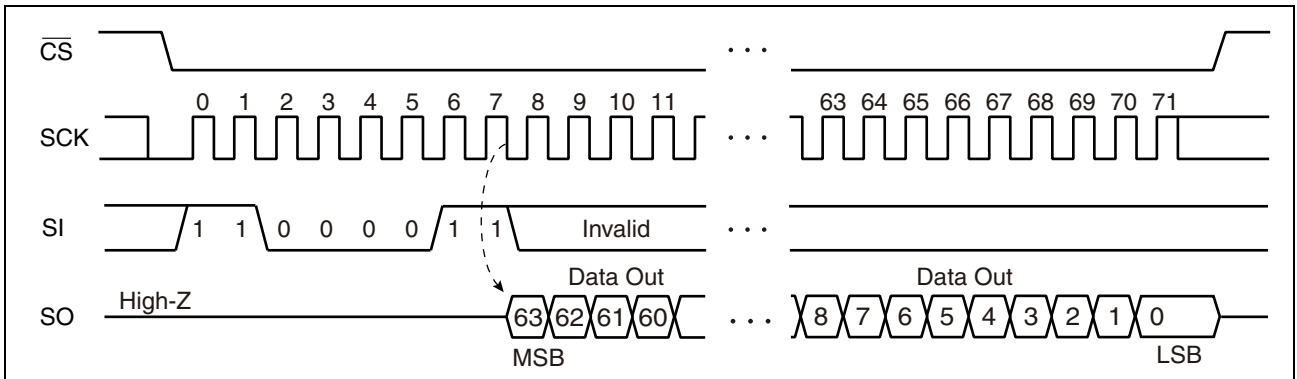 CS
0 1 2 3 4 5 6 7 8 9 10 11 63 64 65 66 67 68 69 70 71
SCK · · ·
SI 1 1 0 0 0 0 1 1 Invalid · · ·
Data Out Data Out
High-Z
SO 63 62 61 60 · · · 8 7 6 5 4 3 2 1 0
MSB LSB